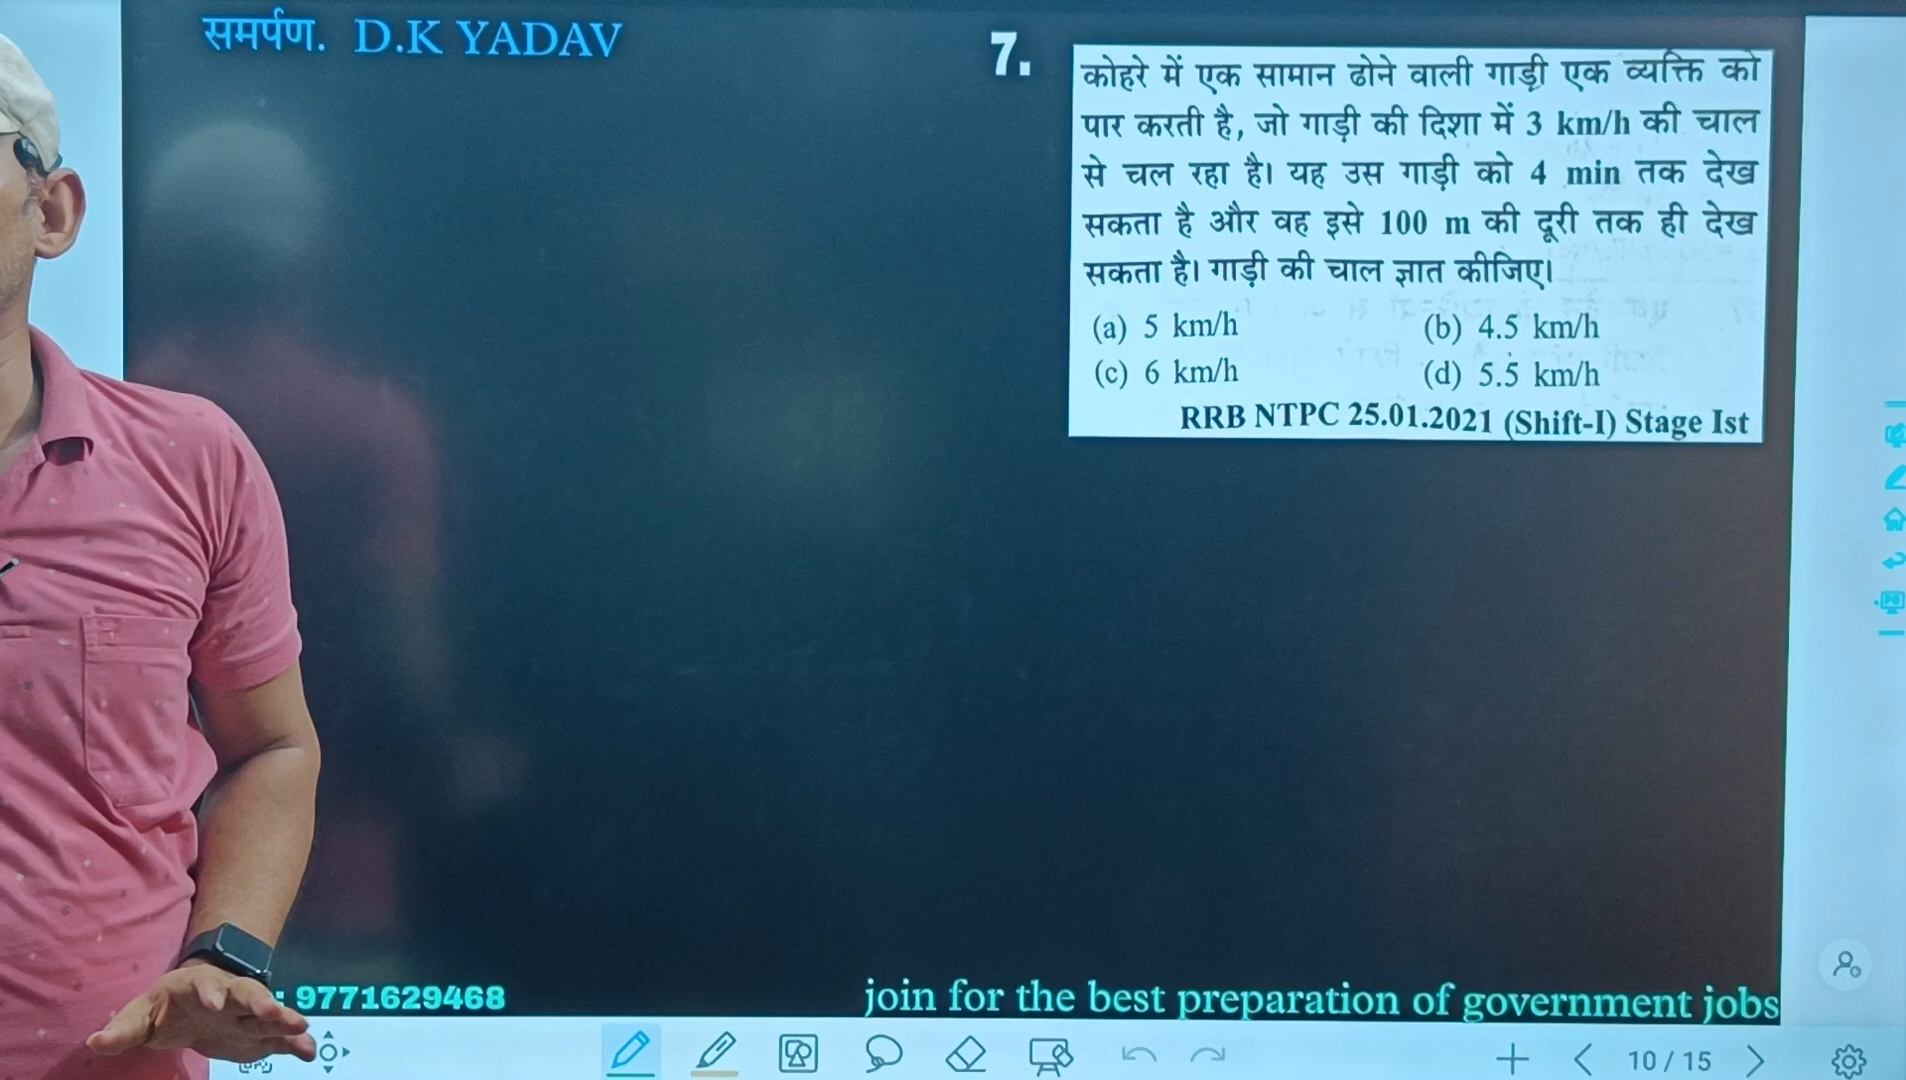 समर्पण. D.K YADAV
7.
कोहरे में एक सामान ढोने वाली गाड़ी एक व्यक्ति को
पार करती है, जो गाड़ी की दिशा में 3 km/h की चाल
से चल रहा है। यह उस गाड़ी को 4 min तक देख
सकता है और वह इसे 100 m की दूरी तक ही देख
सकता है। गाड़ी की चाल ज्ञात कीजिए।
(a) 5 km/h (b) 4.5 km/h
(c) 6 km/h (d) 5.5 km/h
RRB NTPC 25.01.2021 (Shift-I) Stage Ist
: 9771629468
join for the best preparation of government jobs
10 / 15